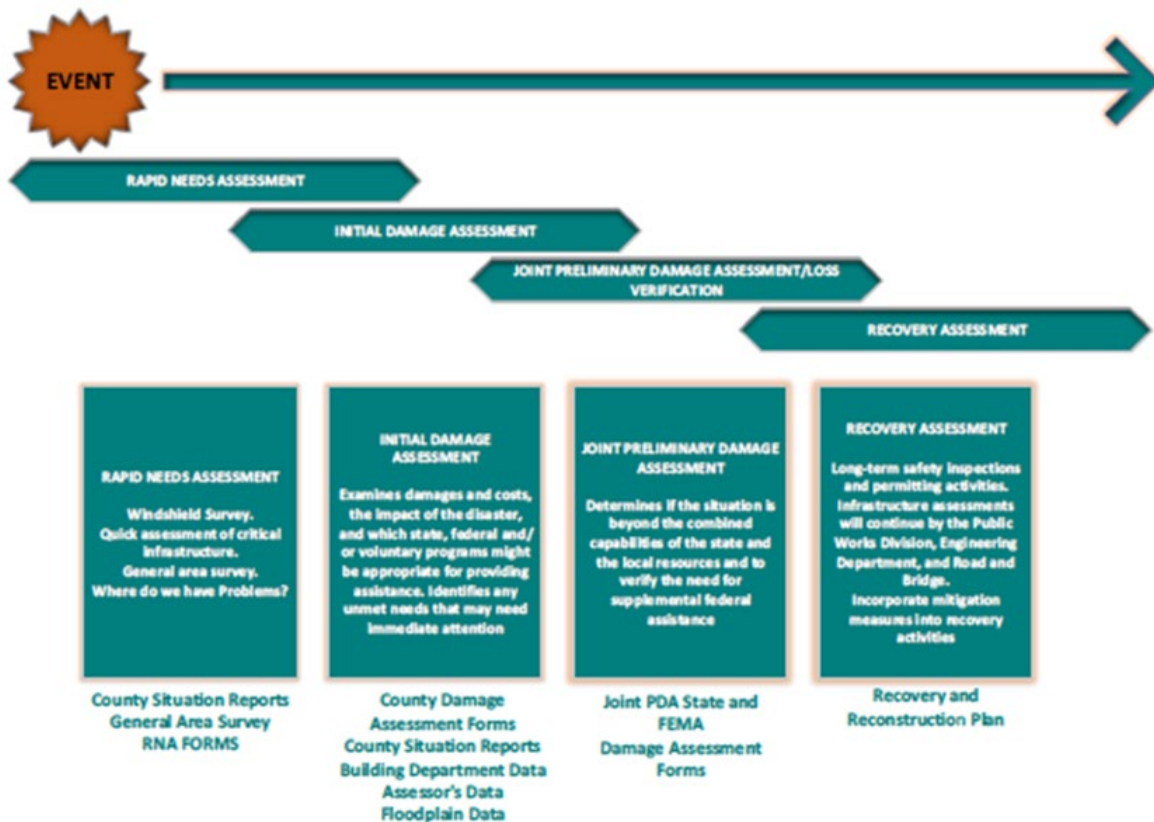 EVENT
RAPID NEEDS ASSESSMENT
INITIAL DAMAGE ASSESSMENT
JOINT PRELIMINARY DAMAGE ASSESSMENT/LOSS
VERIFICATION
RECOVERY ASSESSMENT
RAPID NEEDS ASSESSMENT
Windshield Survey.
Quick assessment of critical
infrastructure.
General area survey.
Where do we have Problems?
County Situation Reports
General Area Survey
RNA FORMS
INITIAL DAMAGE
ASSESSMENT
Examines damages and costs,
the impact of the disaster,
and which state, federal and/
or voluntary programs might
be appropriate for providing
assistance. Identifies any
unmet needs that may need
immediate attention
County Damage
Assessment Forms
County Situation Reports
Building Department Data
Assessor's Data
Floodplain Data
JOINT PRELIMINARY DAMAGE
ASSESSMENT
Determines if the situation is
beyond the combined
capabilities of the state and
the local resources and to
verify the need for
supplemental federal
assistance
Joint PDA State and
FEMA
Damage Assessment
Forms
RECOVERY ASSESSMENT
Long-term safety inspections
and permitting activities.
Infrastructure assessments
will continue by the Public
Works Division, Engineering
Department, and Road and
Bridge.
Incorporate mitigation
measures into recovery
activities
Recovery and
Reconstruction Plan